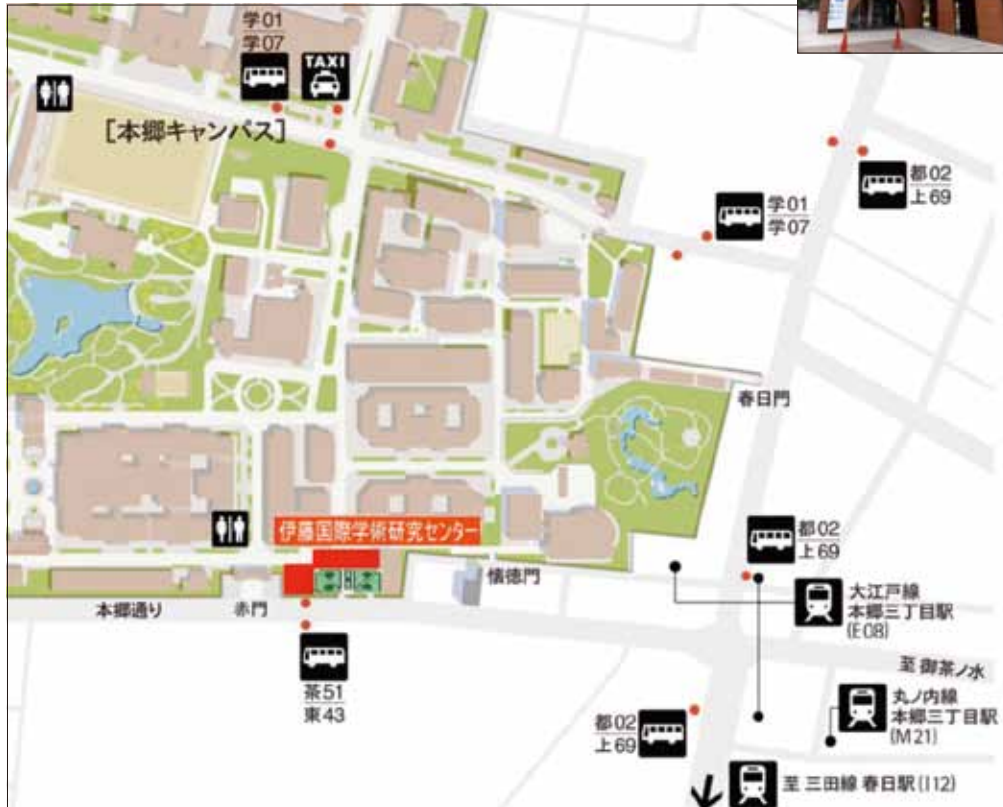 学01
学07
TAXI
[本郷キャンパス]
都02
上69
学01
学07
春日門
都02
上69
伊藤国際学術研究センター
懐徳門
大江戸線
本郷三丁目駅
(E08)
本郷通り
赤門
至 御茶ノ水
茶51
東43
丸ノ内線
本郷三丁目駅
(M21)
都02
上69
至 三田線 春日駅(I12)